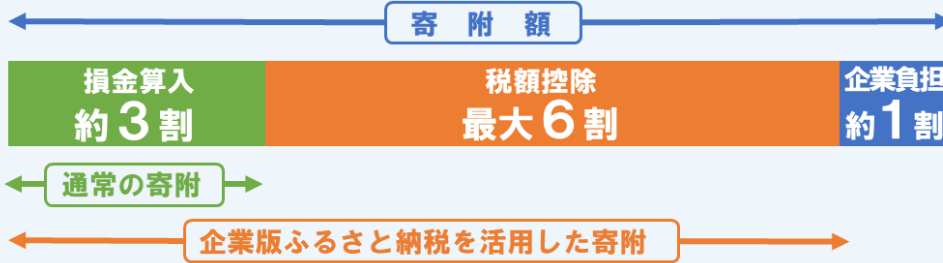 寄附額
損金算入
約3割
税額控除
最大6割
企業負担
約1割
通常の寄附
企業版ふるさと納税を活用した寄附